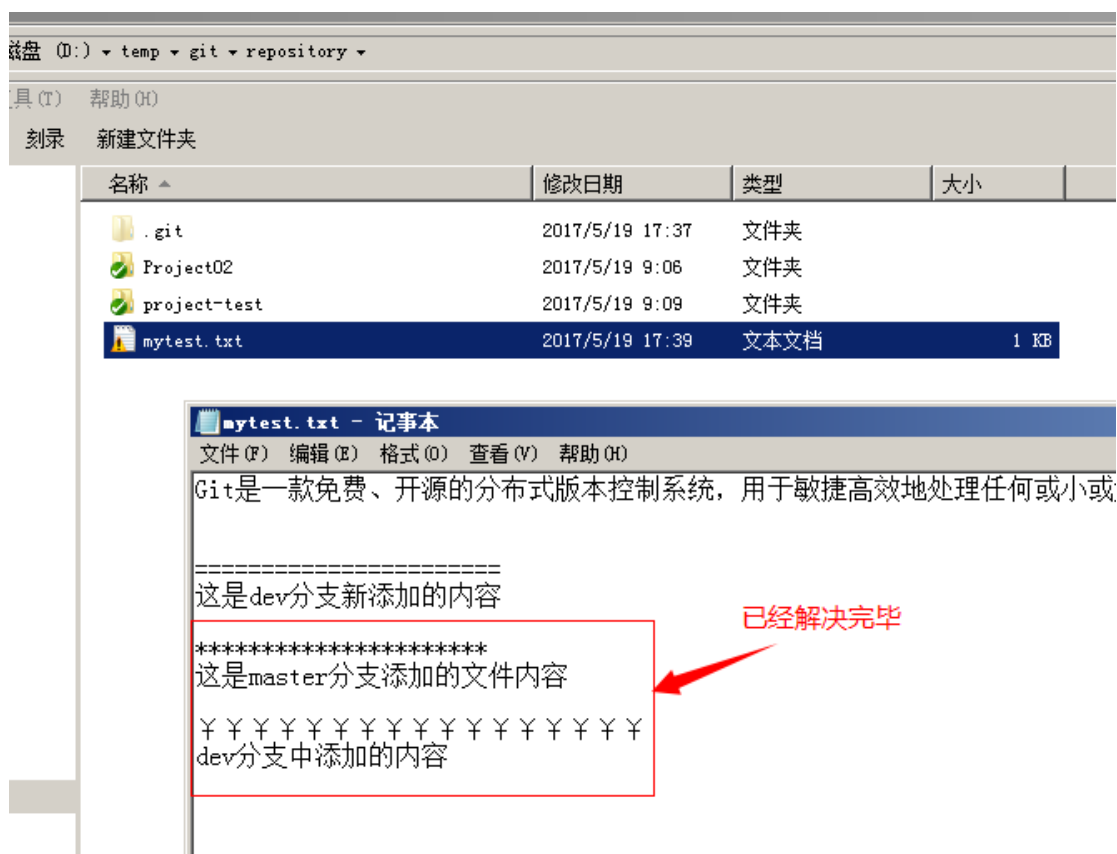 磁盘 (D:) ▾ temp ▾ git ▾ repository ▾
具(T) 帮助(H)
刻录 新建文件夹
名称 修改日期 类型 大小
.git 2017/5/19 17:37 文件夹
Project02 2017/5/19 9:06 文件夹
project-test 2017/5/19 9:09 文件夹
mytest.txt 2017/5/19 17:39 文本文档 1 KB
mytest.txt - 记事本
文件(F) 编辑(E) 格式(O) 查看(V) 帮助(H)
Git是一款免费、开源的分布式版本控制系统，用于敏捷高效地处理任何或小或
=======================
这是dev分支新添加的内容
已经解决完毕
**********************
这是master分支添加的文件内容
￥￥￥￥￥￥￥￥￥￥￥￥￥￥￥￥￥
dev分支中添加的内容